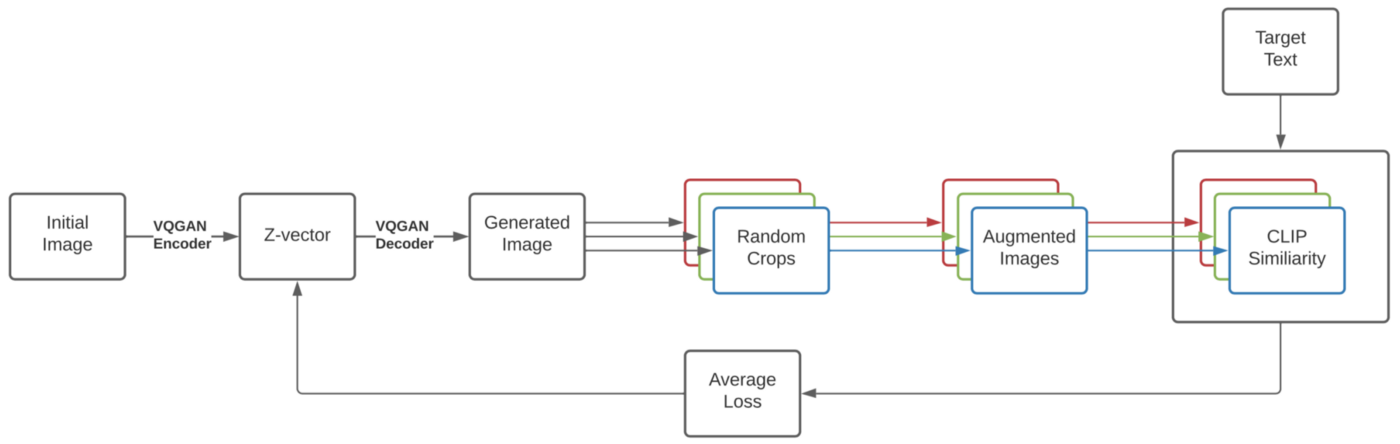 Target
Text
Initial
Image
VQGAN
Encoder
Z-vector
VQGAN
Decoder
Generated
Image
Random
Crops
Augmented
Images
CLIP
Similiarity
Average
Loss